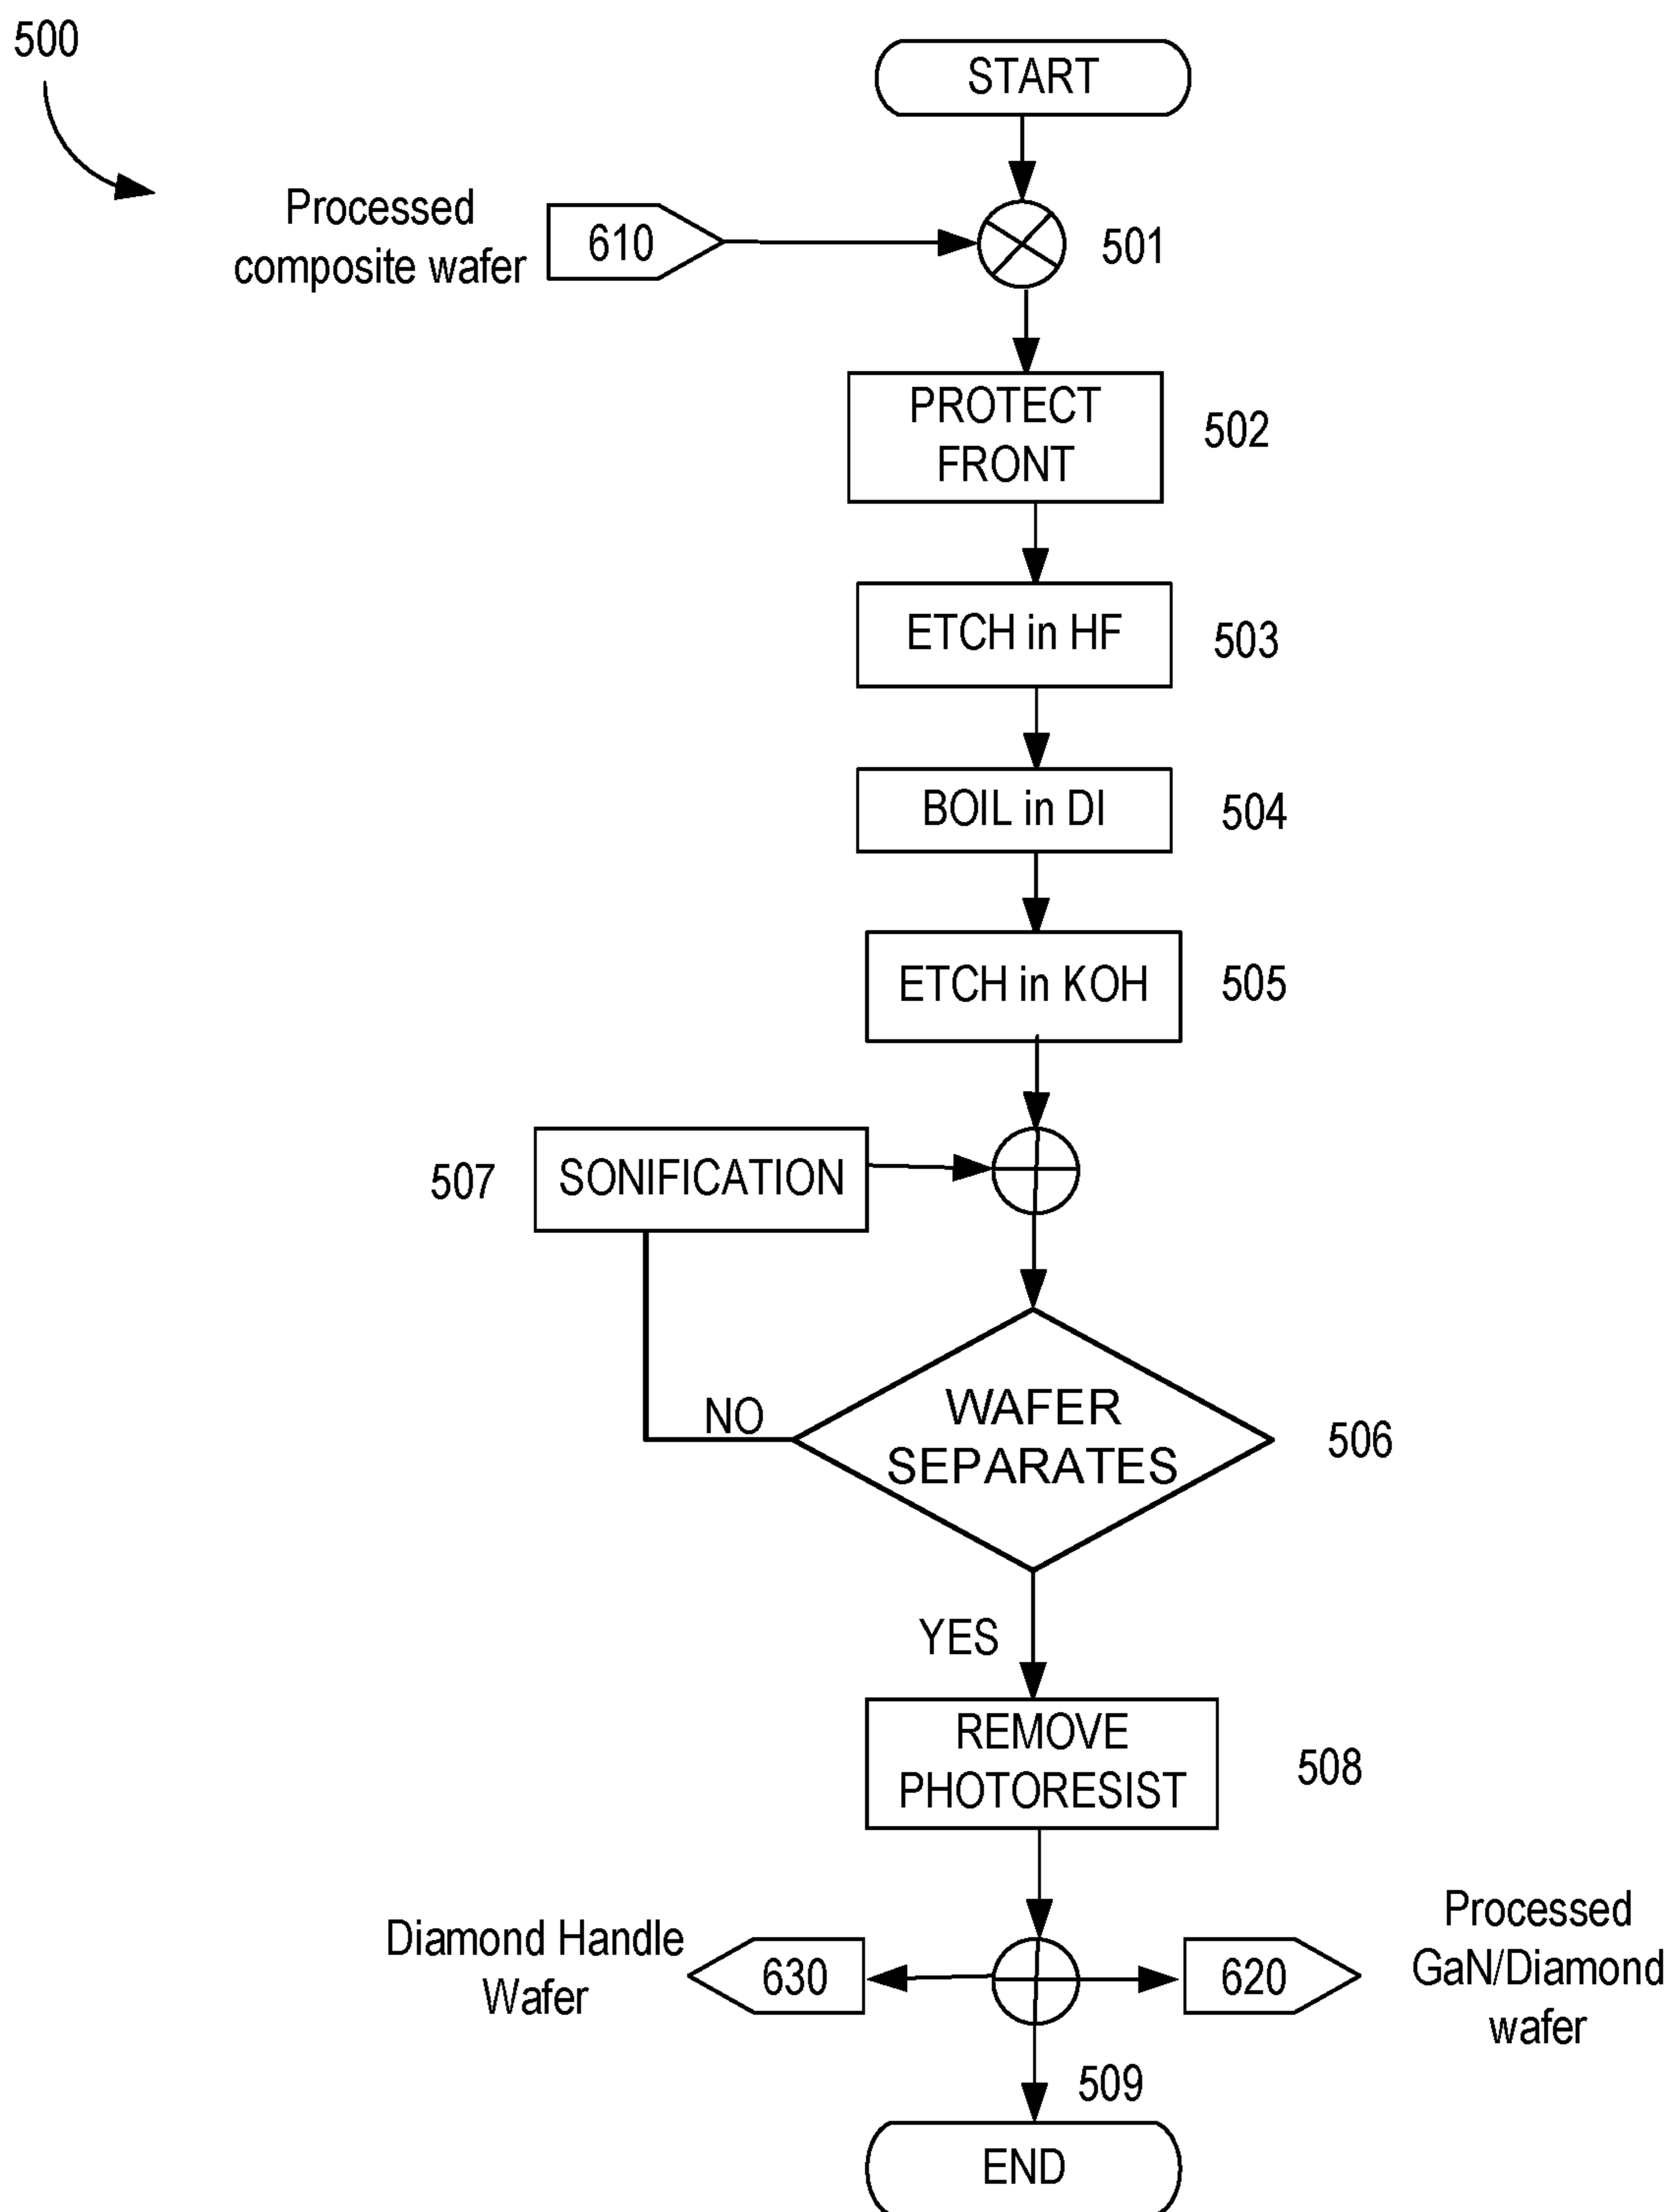 500
START
Processed
composite wafer
610
501
PROTECT
FRONT
502
ETCH in HF
503
BOIL in DI
504
ETCH in KOH
505
507
SONIFICATION
NO
WAFER
SEPARATES
506
YES
REMOVE
PHOTORESIST
508
Diamond Handle
Wafer
630
620
Processed
GaN/Diamond
wafer
509
END